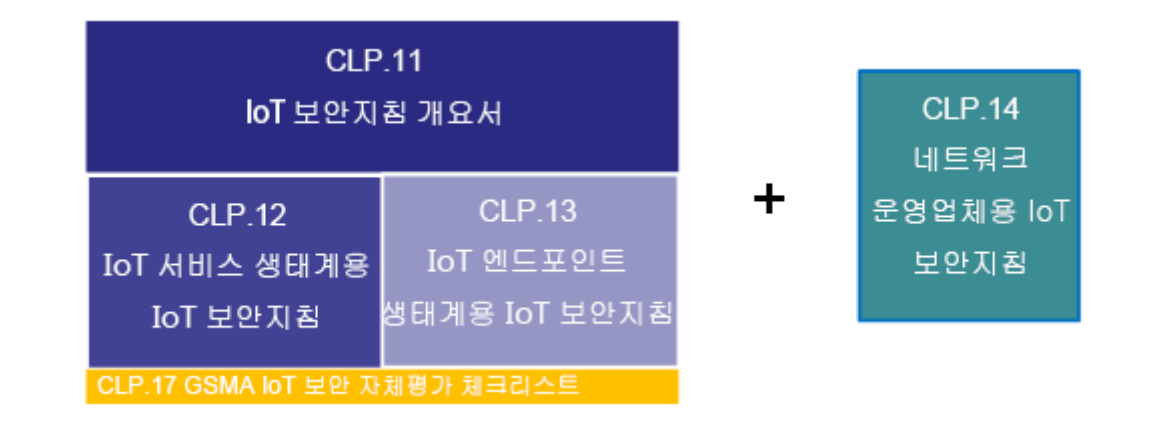 CLP.11
IoT 보안지침 개요서
CLP.12
IoT 서비스 생태계용
IoT 보안지침
CLP.13
IoT 엔드포인트
생태계용 IoT 보안지침
CLP.17 GSMA IoT 보안 자체평가 체크리스트
+
CLP.14
네트워크
운영업체용 IoT
보안지침